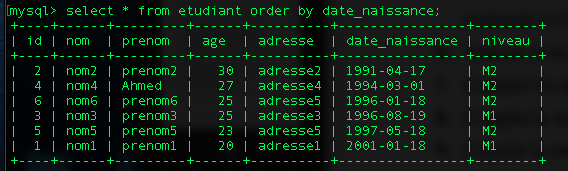 [mysql> select * from etudiant order by date_naissance;
+----+------+---------+------+----------+----------------+--------+
| id | nom  | prenom  | age  | adresse  | date_naissance | niveau |
+----+------+---------+------+----------+----------------+--------+
|  2 | nom2 | prenom2 |   30 | adresse2 | 1991-04-17     | M2     |
|  4 | nom4 | Ahmed   |   27 | adresse4 | 1994-03-01     | M2     |
|  6 | nom6 | prenom6 |   25 | adresse5 | 1996-01-18     | M2     |
|  3 | nom3 | prenom3 |   25 | adresse3 | 1996-08-19     | M1     |
|  5 | nom5 | prenom5 |   23 | adresse5 | 1997-05-18     | M2     |
|  1 | nom1 | prenom1 |   20 | adresse1 | 2001-01-18     | M1     |
+----+------+---------+------+----------+----------------+--------+